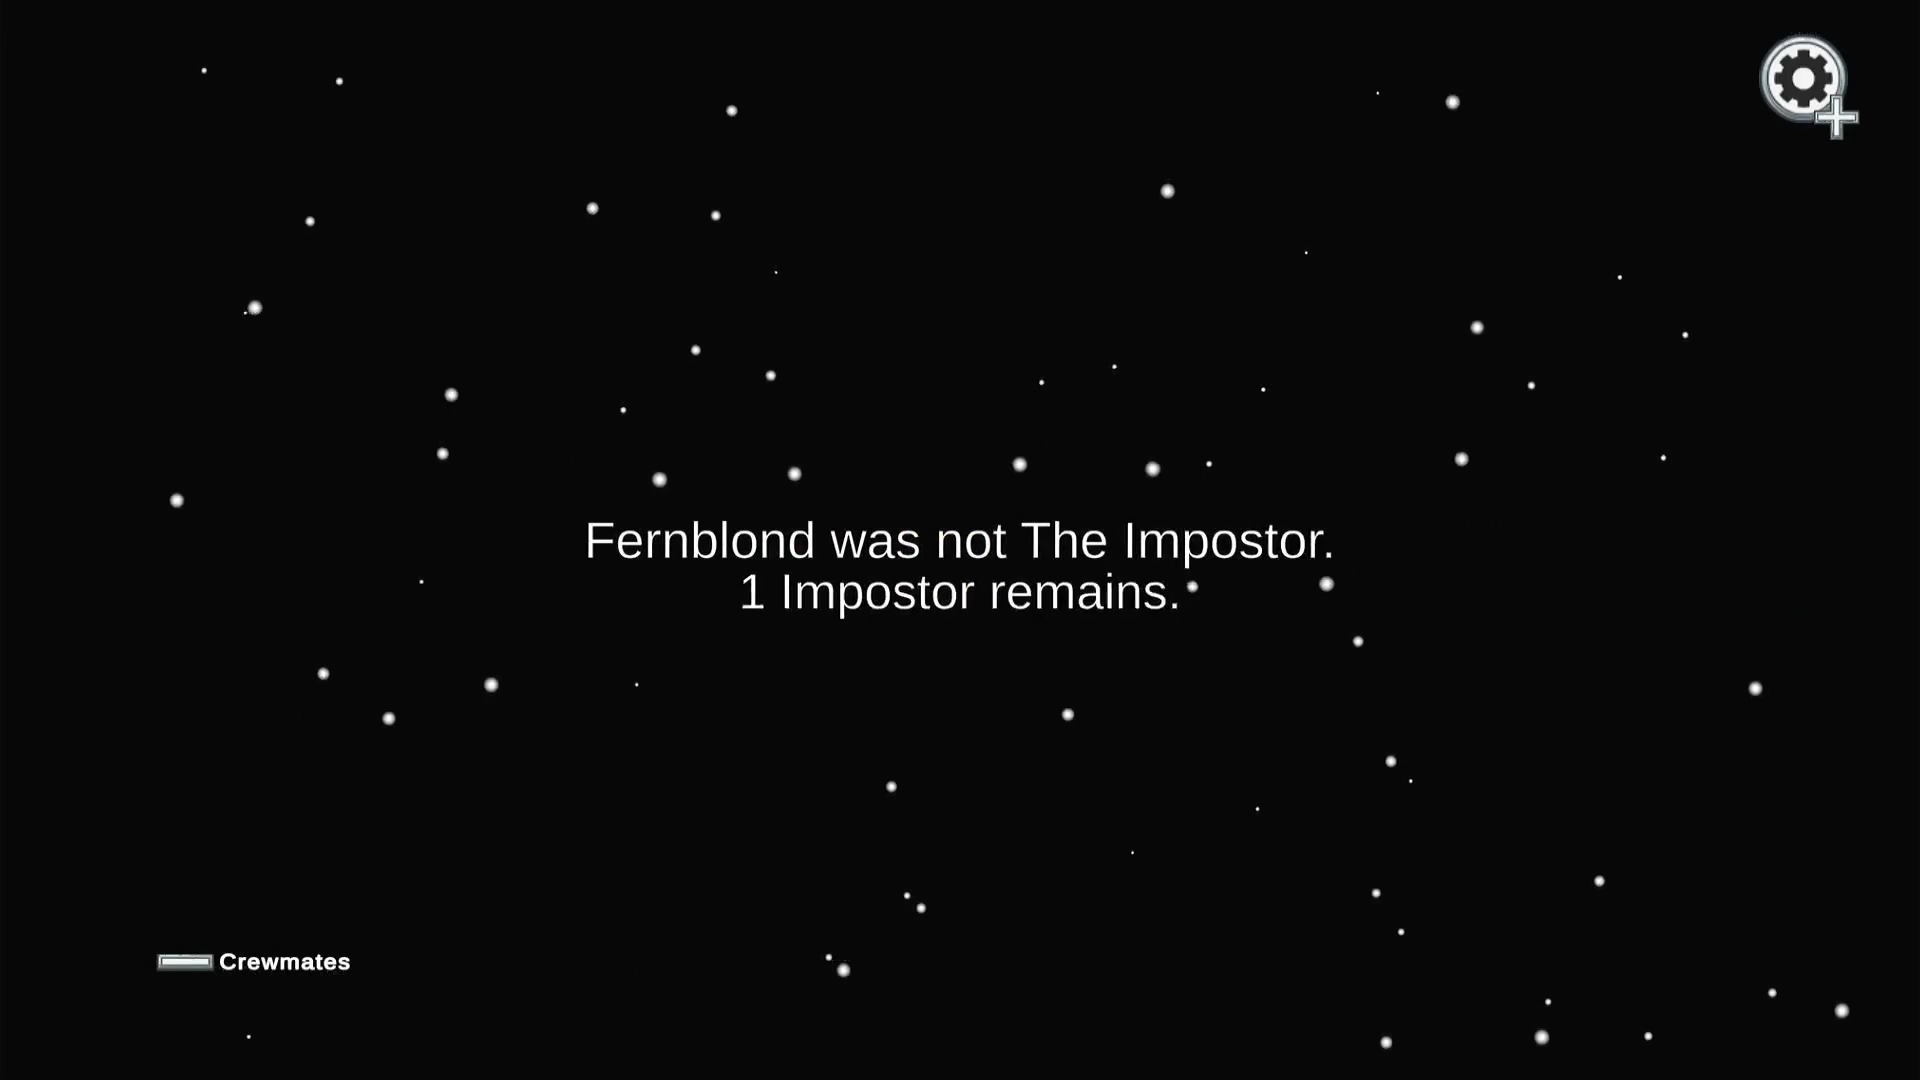 Fernblond was not The Impostor.
1 Impostor remains.
Crewmates